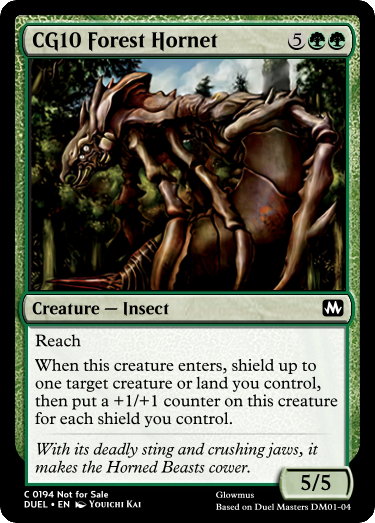 CG10 Forest Hornet 5
Creature — Insect
Reach
When this creature enters, shield up to
one target creature or land you control,
then put a +1/+1 counter on this creature
for each shield you control.
With its deadly sting and crushing jaws, it
makes the Horned Beasts cower.
5/5
C 0194 Not for Sale
DUEL • EN Youichi Kai
Glowmus
Based on Duel Masters DM01-04